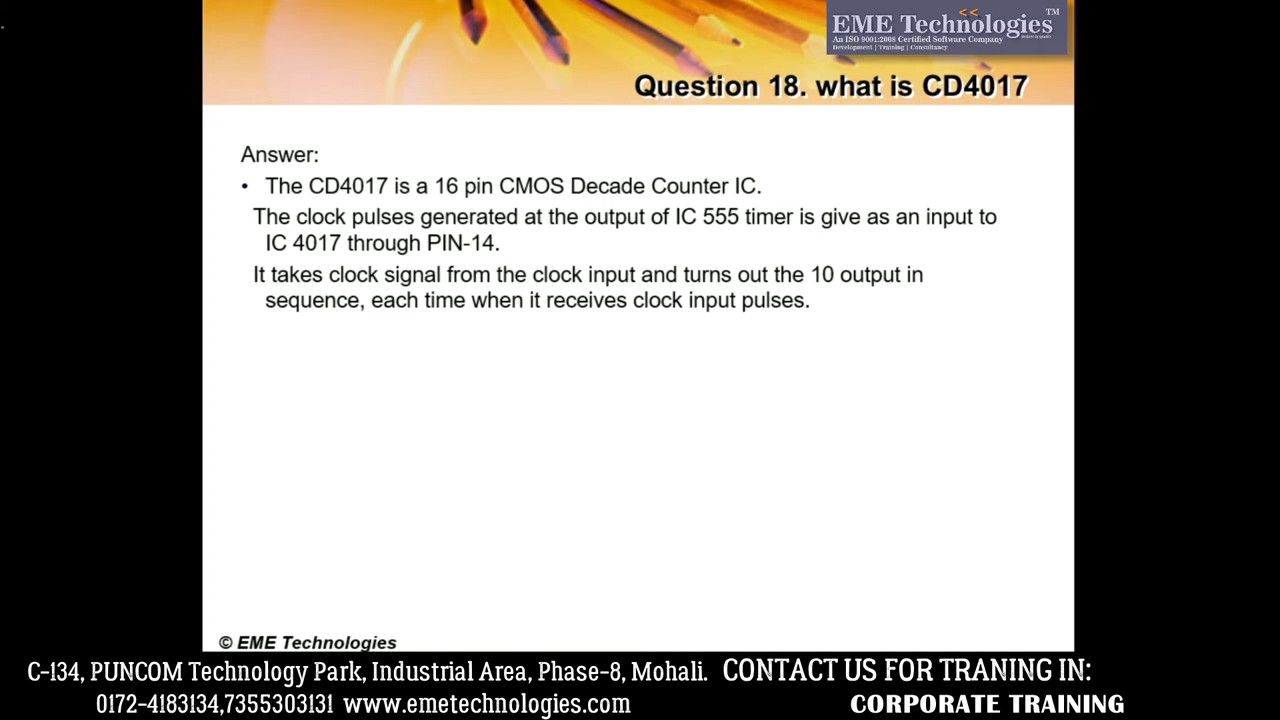 <<
TM
EME Technologies
An ISO 9001:2008 Certified Software Company
Development | Training | Consultancy
Question 18. what is CD4017
Answer:
• The CD4017 is a 16 pin CMOS Decade Counter IC.
The clock pulses generated at the output of IC 555 timer is give as an input to
IC 4017 through PIN-14.
It takes clock signal from the clock input and turns out the 10 output in
sequence, each time when it receives clock input pulses.
© EME Technologies
C-134, PUNCOM Technology Park, Industrial Area, Phase-8, Mohali. CONTACT US FOR TRANING IN:
0172-4183134,7355303131 www.emetechnologies.com CORPORATE TRAINING